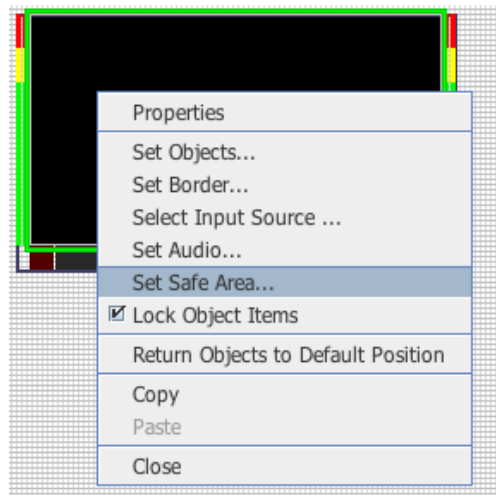 Properties
Set Objects...
Set Border...
Select Input Source ...
Set Audio...
Set Safe Area...
Lock Object Items
Return Objects to Default Position
Copy
Paste
Close